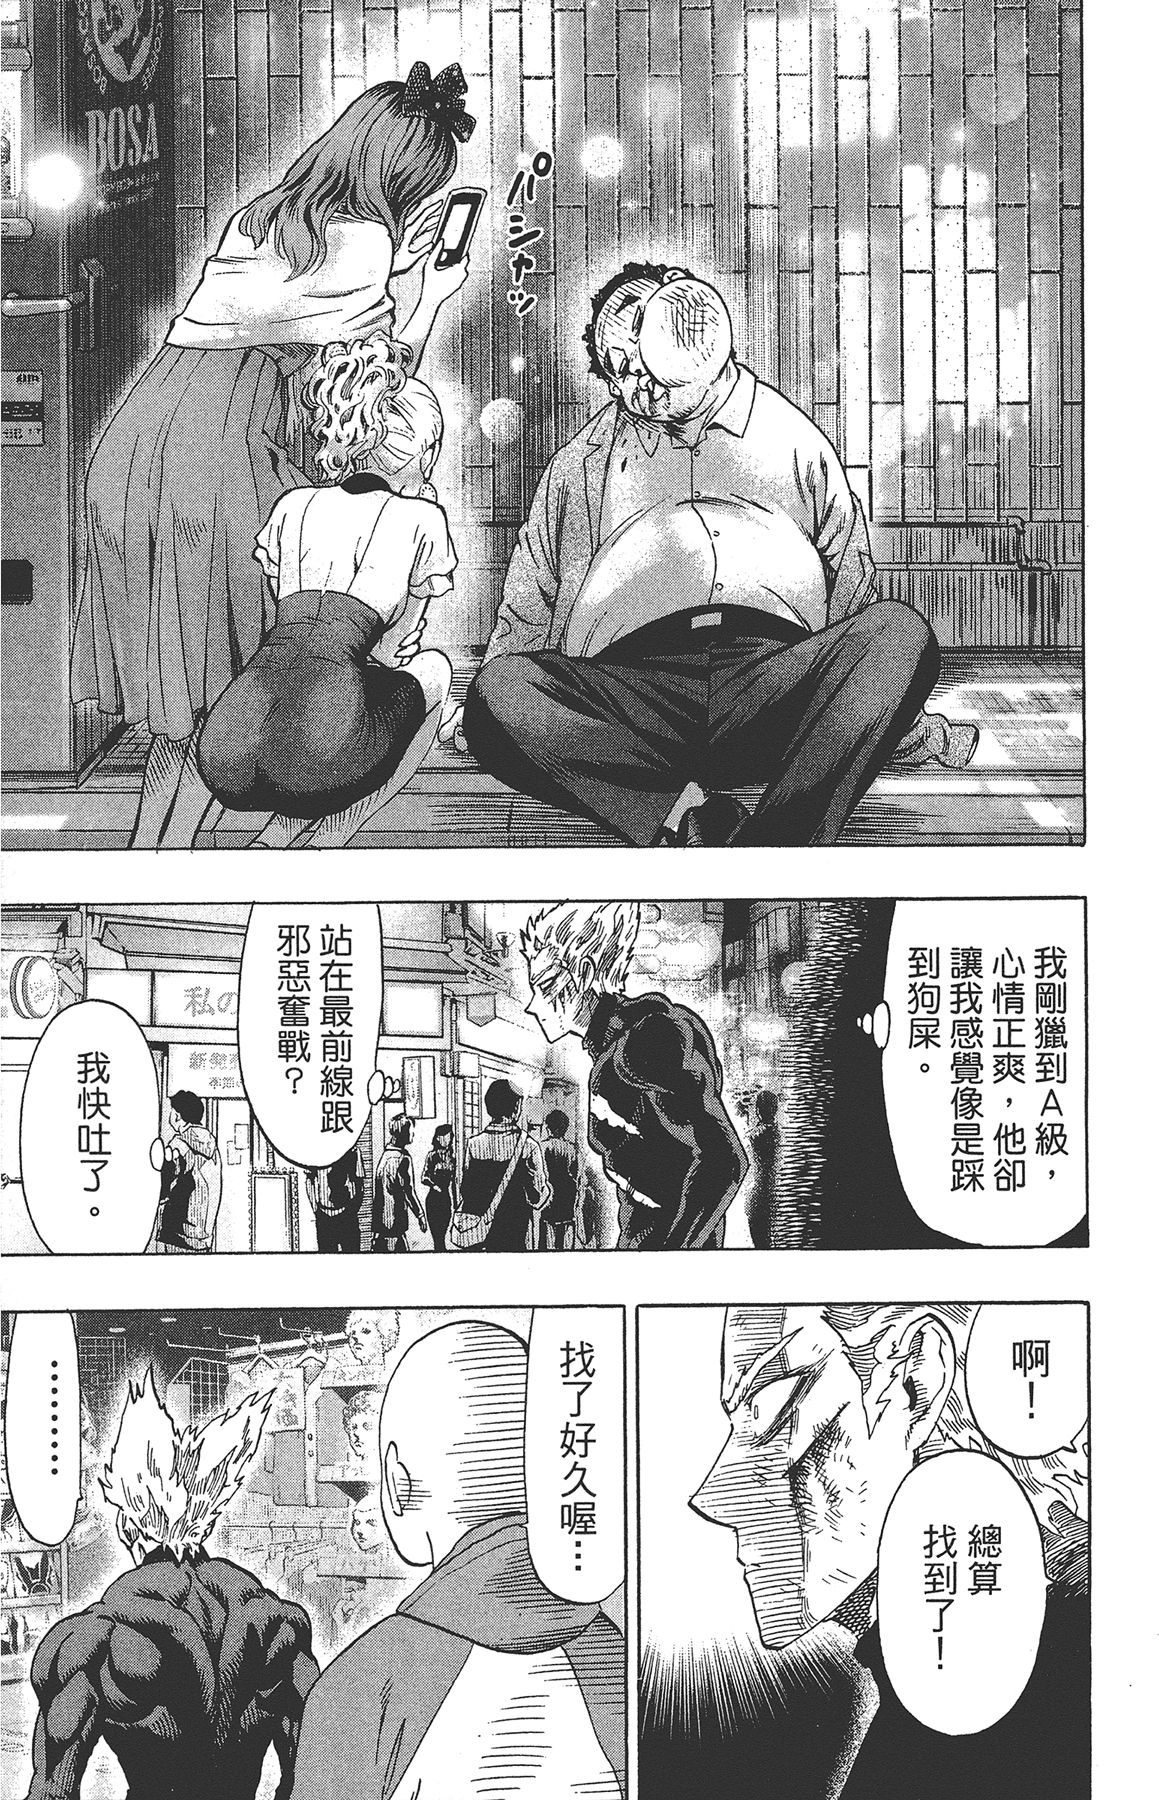 BOSA
パシャッ
我剛獵到A級，
心情正爽，他卻
讓我感覺像是踩
到狗屎。
站在最前線跟
邪惡奮戰？
私の
我快吐了。
啊！
總算
找到了！
找了好久喔…
………